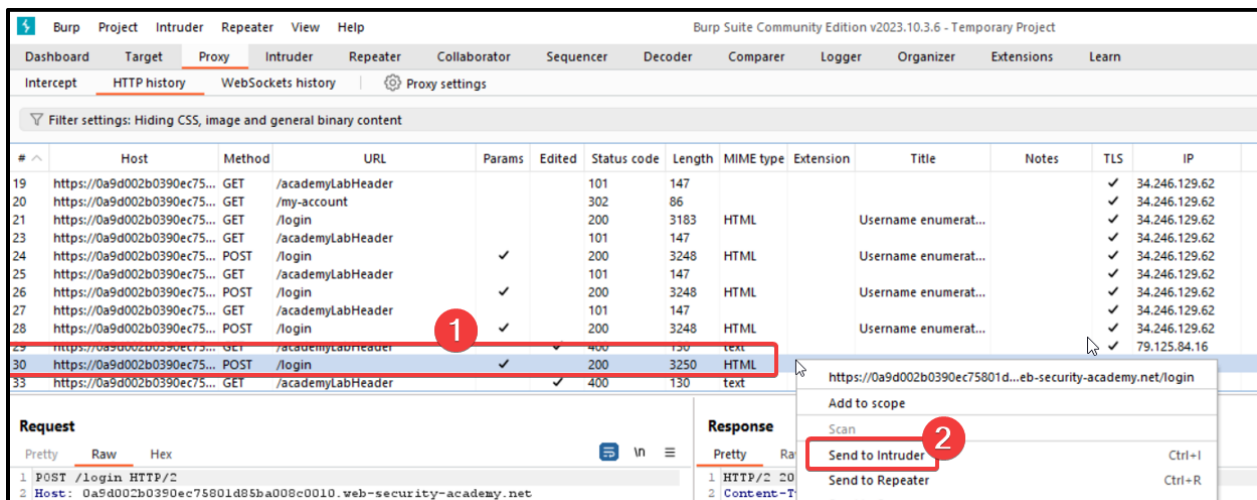 Burp Project Intruder Repeater View Help Burp Suite Community Edition v2023.10.3.6 - Temporary Project
Dashboard Target Proxy Intruder Repeater Collaborator Sequencer Decoder Comparer Logger Organizer Extensions Learn
Intercept HTTP history WebSockets history Proxy settings
Filter settings: Hiding CSS, image and general binary content
# Host Method URL Params Edited Status code Length MIME type Extension Title Notes TLS IP
19 https://0a9d002b0390ec75... GET /academyLabHeader 101 147 ✓ 34.246.129.62
20 https://0a9d002b0390ec75... GET /my-account 302 86 ✓ 34.246.129.62
21 https://0a9d002b0390ec75... GET /login 200 3183 HTML Username enumerat... ✓ 34.246.129.62
23 https://0a9d002b0390ec75... GET /academyLabHeader 101 147 ✓ 34.246.129.62
24 https://0a9d002b0390ec75... POST /login ✓ 200 3248 HTML Username enumerat... ✓ 34.246.129.62
25 https://0a9d002b0390ec75... GET /academyLabHeader 101 147 ✓ 34.246.129.62
26 https://0a9d002b0390ec75... POST /login ✓ 200 3248 HTML Username enumerat... ✓ 34.246.129.62
27 https://0a9d002b0390ec75... GET /academyLabHeader 101 147 ✓ 34.246.129.62
28 https://0a9d002b0390ec75... POST /login ✓ 200 3248 HTML Username enumerat... ✓ 34.246.129.62
1
29 https://0a9d002b0390ec75... GET /academyLabHeader ✓ 400 130 text ✓ 79.125.84.16
30 https://0a9d002b0390ec75... POST /login ✓ 200 3250 HTML
33 https://0a9d002b0390ec75... GET /academyLabHeader ✓ 400 130 text
https://0a9d002b0390ec75801d...eb-security-academy.net/login
Add to scope
Scan
2
Send to Intruder Ctrl+I
Send to Repeater Ctrl+R
Request
Pretty Raw Hex \n
1 POST /login HTTP/2
2 Host: 0a9d002b0390ec75801d85ba008c0010.web-security-academy.net
Response
Pretty Ra
1 HTTP/2 20
2 Content-T